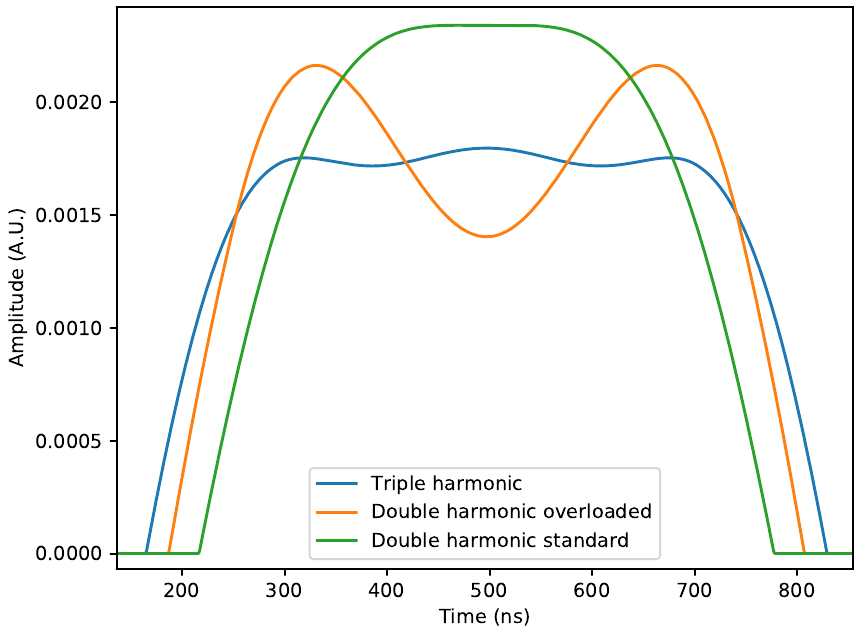 0.0020
0.0015
0.0010
0.0005
0.0000
Amplitude (A.U.)
Triple harmonic
Double harmonic overloaded
Double harmonic standard
200 300 400 500 600 700 800
Time (ns)